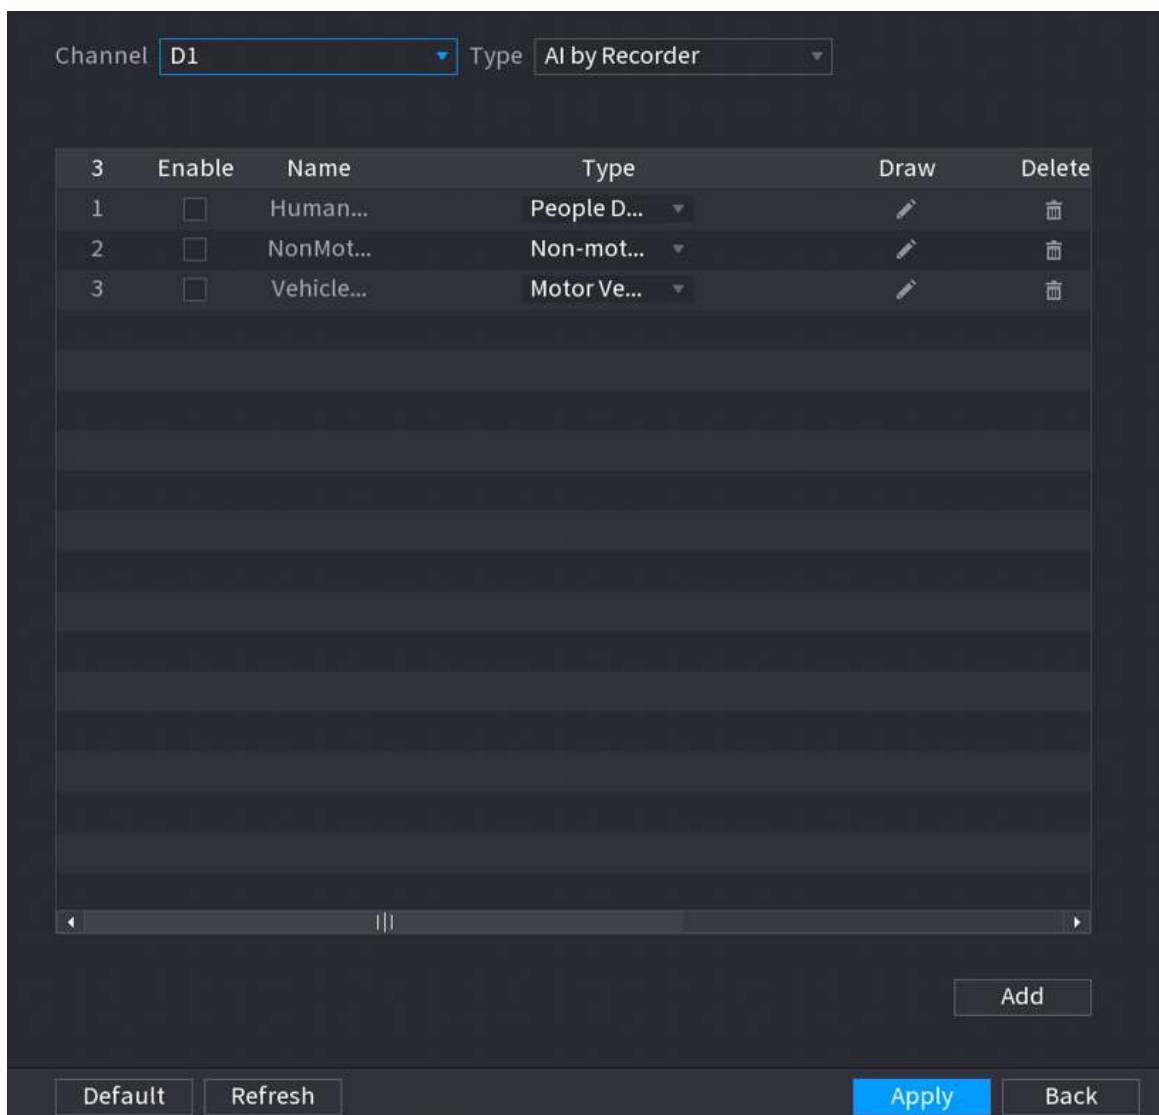 Channel D1 Type AI by Recorder
3 Enable Name Type Draw Delete
1 Human... People D...
2 NonMot... Non-mot...
3 Vehicle... Motor Ve...
Add
Default Refresh Apply Back